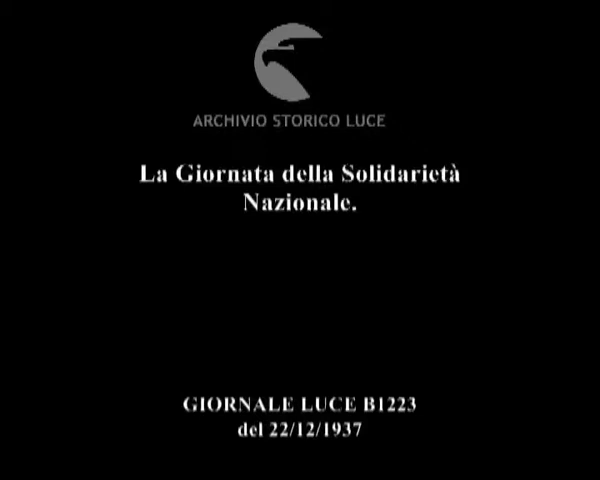 ARCHIVIO STORICO LUCE
La Giornata della Solidarietà
Nazionale.
GIORNALE LUCE B1223
del 22/12/1937